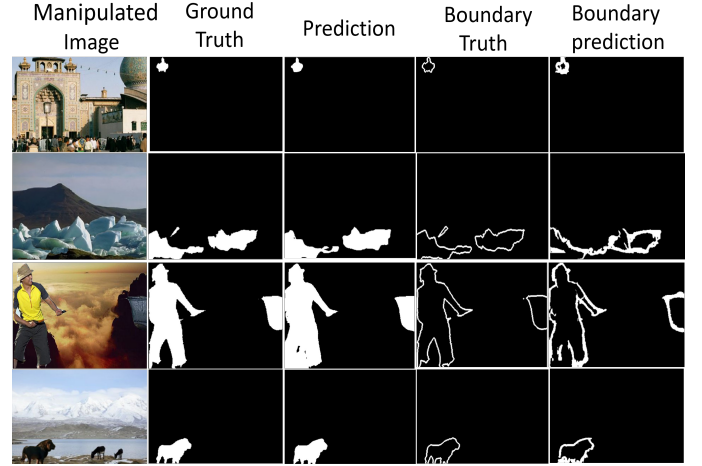 Manipulated
Image
Ground
Truth
Prediction
Boundary
Truth
Boundary
prediction